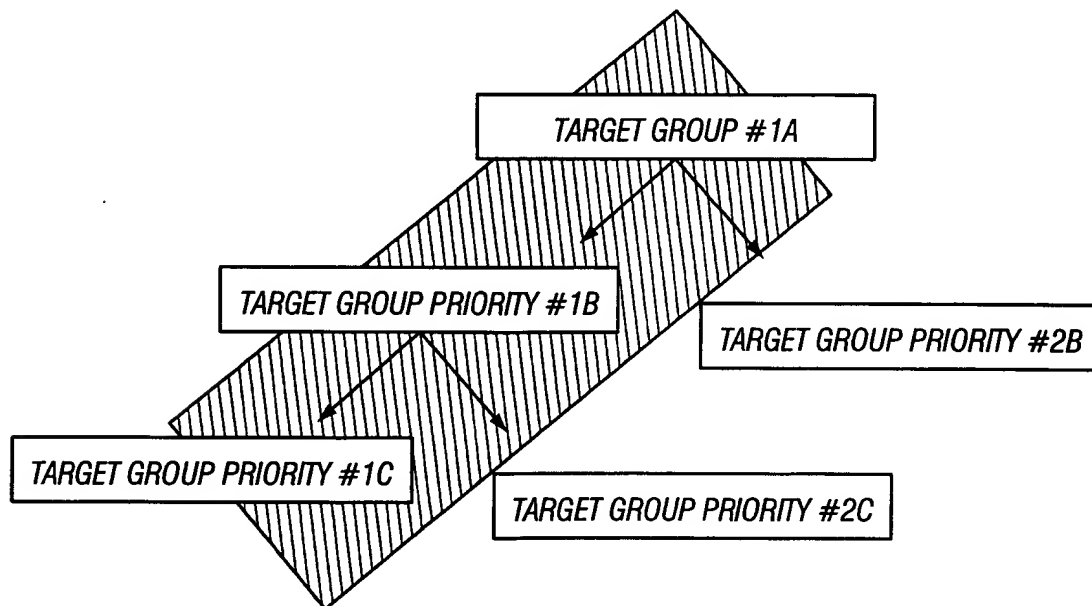 TARGET GROUP #1A
TARGET GROUP PRIORITY #1B
TARGET GROUP PRIORITY #2B
TARGET GROUP PRIORITY #1C
TARGET GROUP PRIORITY #2C